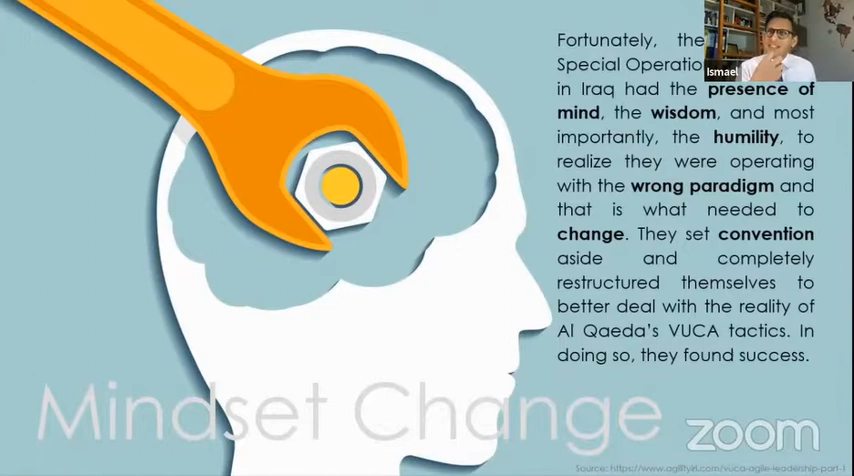 Fortunately, the
Special Operatio
in Iraq had the presence of
mind, the wisdom, and most
importantly, the humility, to
realize they were operating
with the wrong paradigm and
that is what needed to
change. They set convention
aside and completely
restructured themselves to
better deal with the reality of
Al Qaeda's VUCA tactics. In
doing so, they found success.
Ismael
Mindset Change
zoom
Source: https://www.agilityirl.com/vuca-agile-leadership-part-1